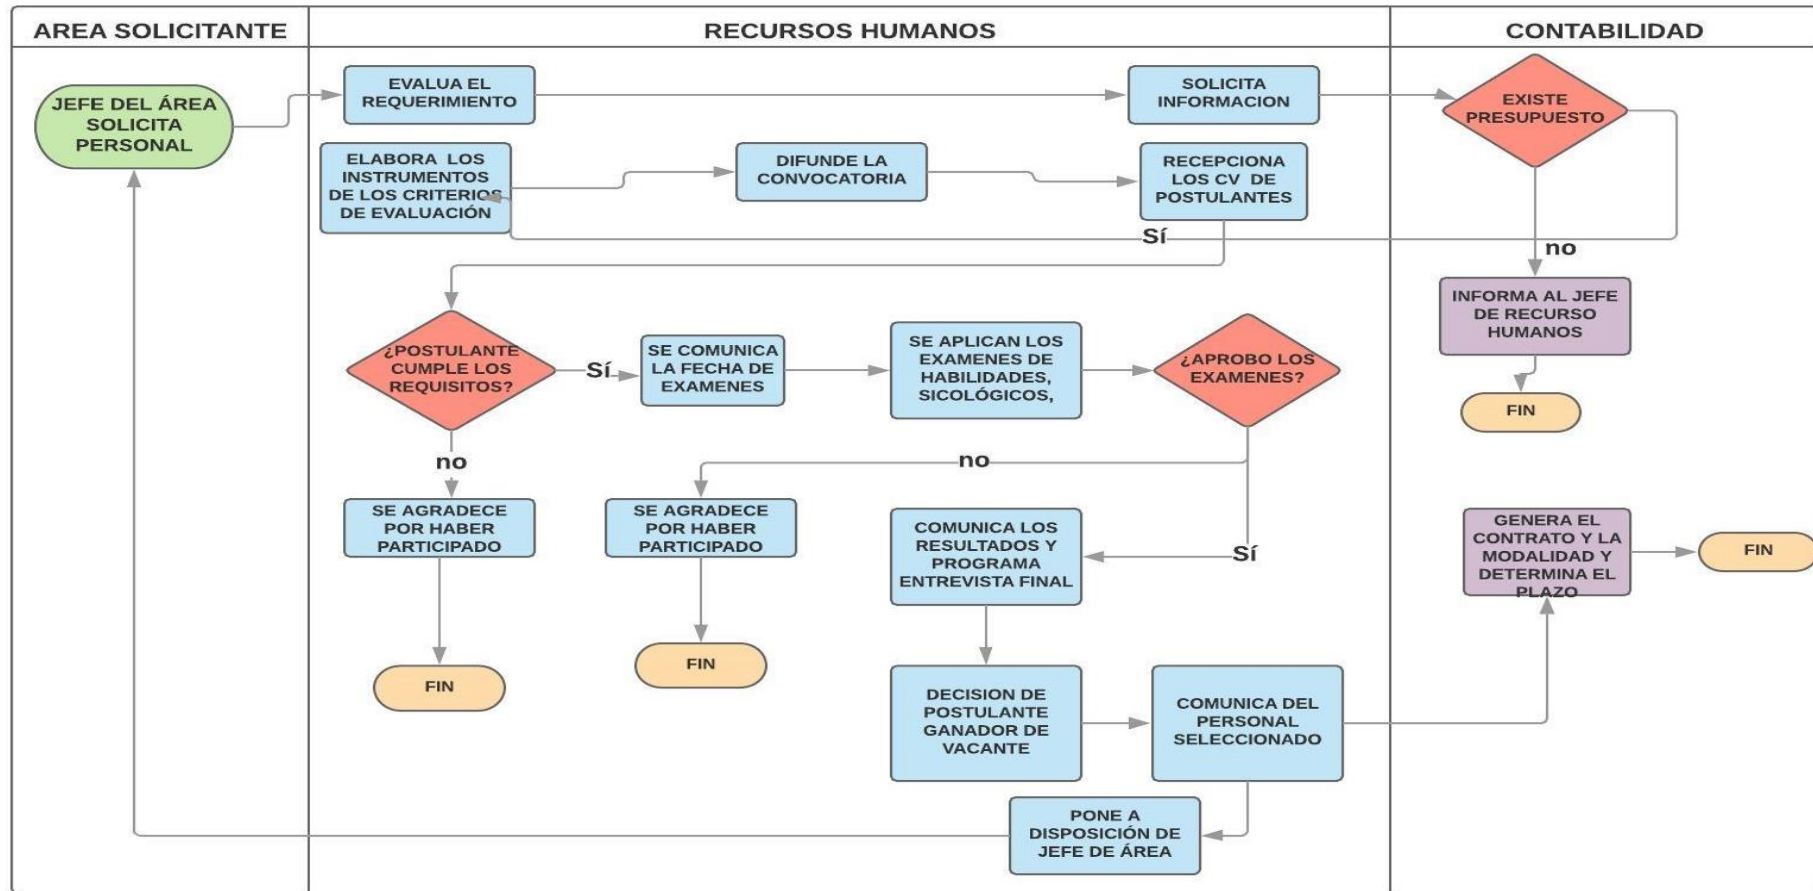 AREA SOLICITANTE
RECURSOS HUMANOS
CONTABILIDAD
JEFE DEL ÁREA
SOLICITA
PERSONAL
EVALUA EL
REQUERIMIENTO
SOLICITA
INFORMACION
EXISTE
PRESUPUESTO
ELABORA LOS
INSTRUMENTOS
DE LOS CRITERIOS
DE EVALUACIÓN
DIFUNDE LA
CONVOCATORIA
RECEPCIONA
LOS CV DE
POSTULANTES
Sí
no
INFORMA AL JEFE
DE RECURSO
HUMANOS
FIN
¿POSTULANTE
CUMPLE LOS
REQUISITOS?
Sí
SE COMUNICA
LA FECHA DE
EXAMENES
SE APLICAN LOS
EXAMENES DE
HABILIDADES,
SICOLÓGICOS,
¿APROBO LOS
EXAMENES?
no
no
Sí
SE AGRADECE
POR HABER
PARTICIPADO
SE AGRADECE
POR HABER
PARTICIPADO
COMUNICA LOS
RESULTADOS Y
PROGRAMA
ENTREVISTA FINAL
GENERA EL
CONTRATO Y LA
MODALIDAD Y
DETERMINA EL
PLAZO
FIN
FIN
FIN
DECISION DE
POSTULANTE
GANADOR DE
VACANTE
COMUNICA DEL
PERSONAL
SELECCIONADO
PONE A
DISPOSICIÓN DE
JEFE DE ÁREA